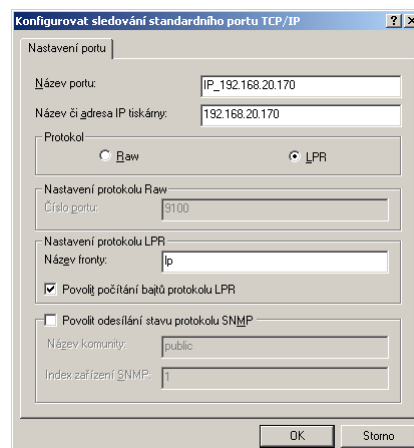 Konfigurovat sledování standardního portu TCP/IP
Nastavení portu
Název portu: IP_192.168.20.170
Název či adresa IP tiskárny: 192.168.20.170
Protokol
Raw LPR
Nastavení protokolu Raw
Číslo portu: 9100
Nastavení protokolu LPR
Název fronty: lp
Povolit počítání bajtů protokolu LPR
Povolit odesílání stavu protokolu SNMP
Název komunity: public
Index zařízení SNMP: 1
OK Storno